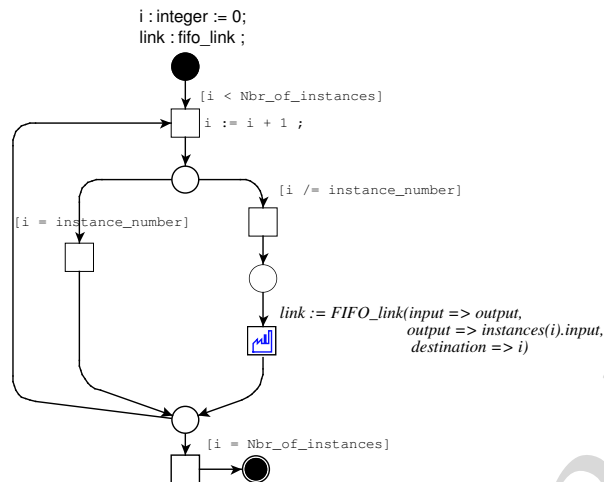 i : integer := 0;
link : fifo_link ;
[i < Nbr_of_instances]
i := i + 1 ;
[i /= instance_number]
[i = instance_number]
link := FIFO_link(input => output,
output => instances(i).input,
destination => i)
[i = Nbr_of_instances]